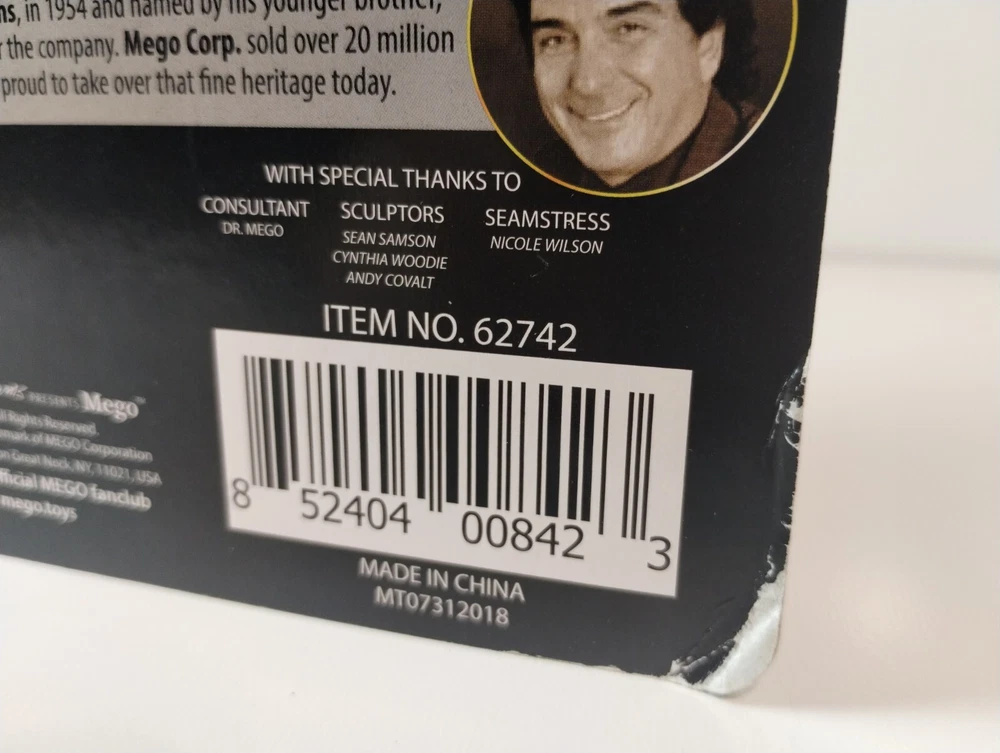 ns, in 1954 and named by his younger brother,
the company. Mego Corp. sold over 20 million
proud to take over that fine heritage today.
WITH SPECIAL THANKS TO
CONSULTANT
DR. MEGO
SCULPTORS
SEAN SAMSON
CYNTHIA WOODIE
ANDY COVALT
SEAMSTRESS
NICOLE WILSON
ITEM NO. 62742
8 52404 00842 3
MADE IN CHINA
MT07312018
PRESENTS Mego™
Rights Reserved.
mark of MEGO Corporation
Great Neck, NY, 11021, USA
MEGO fanclub
mego.toys